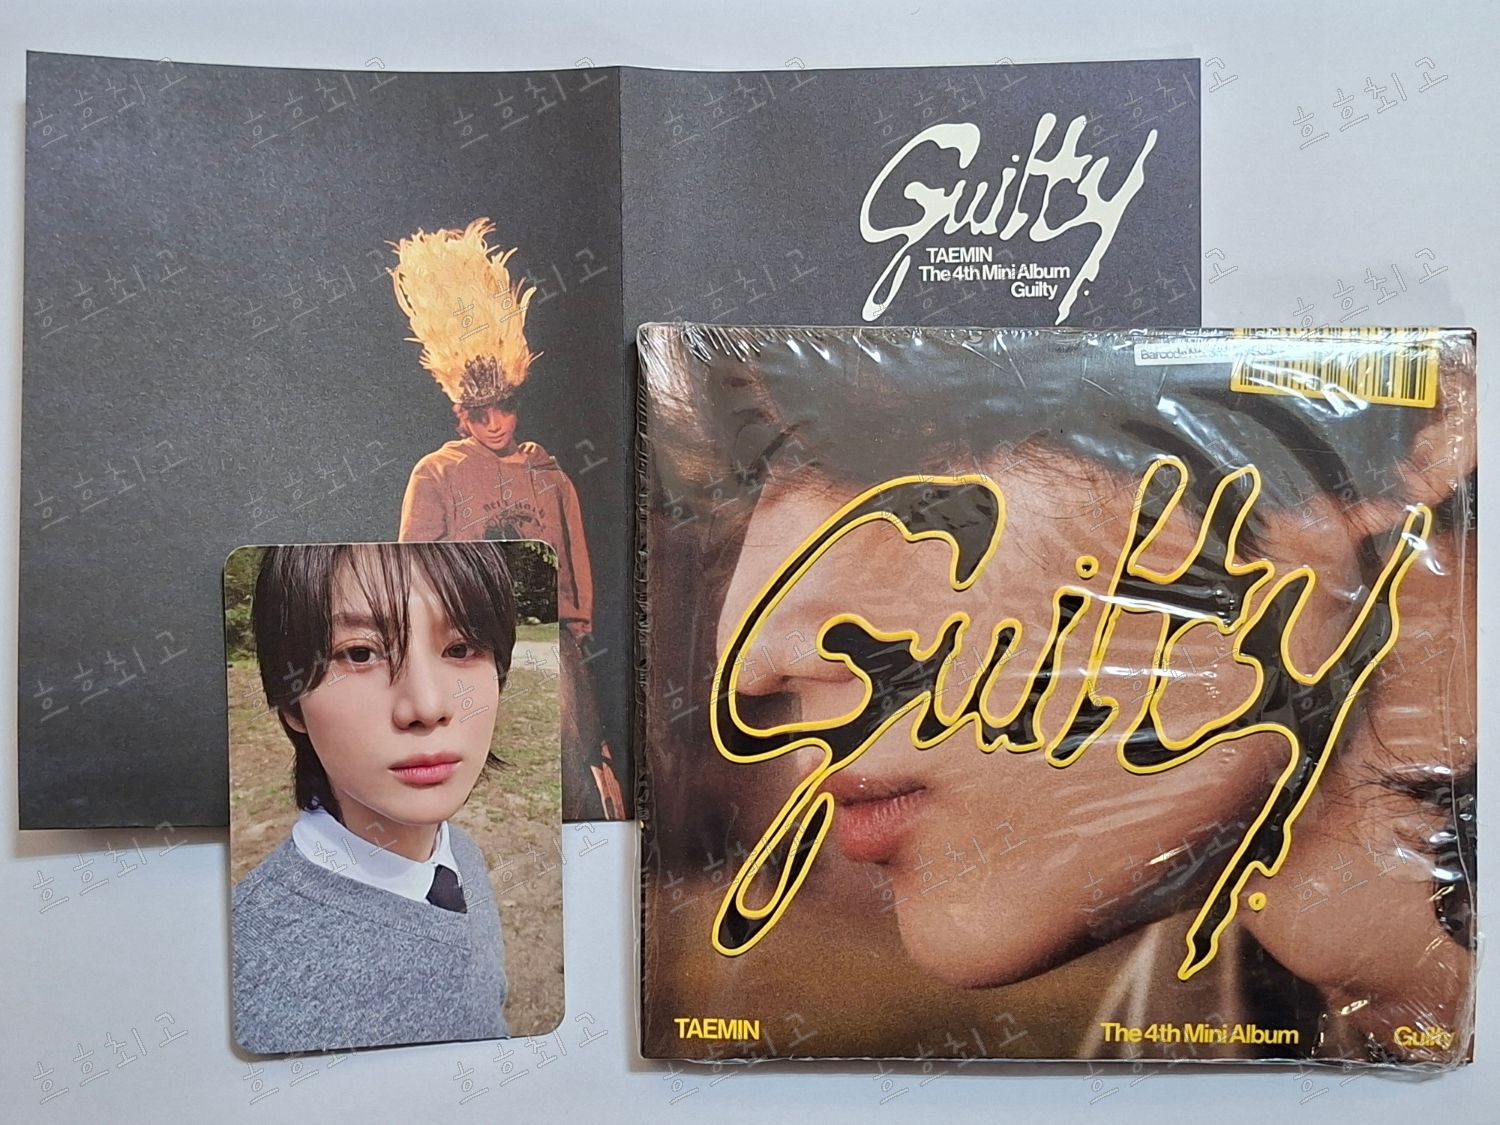 Guilty
TAEMIN
The 4th Mini Album
Guilty
Guilty
TAEMIN
The 4th Mini Album
Guilty
흐흐최고